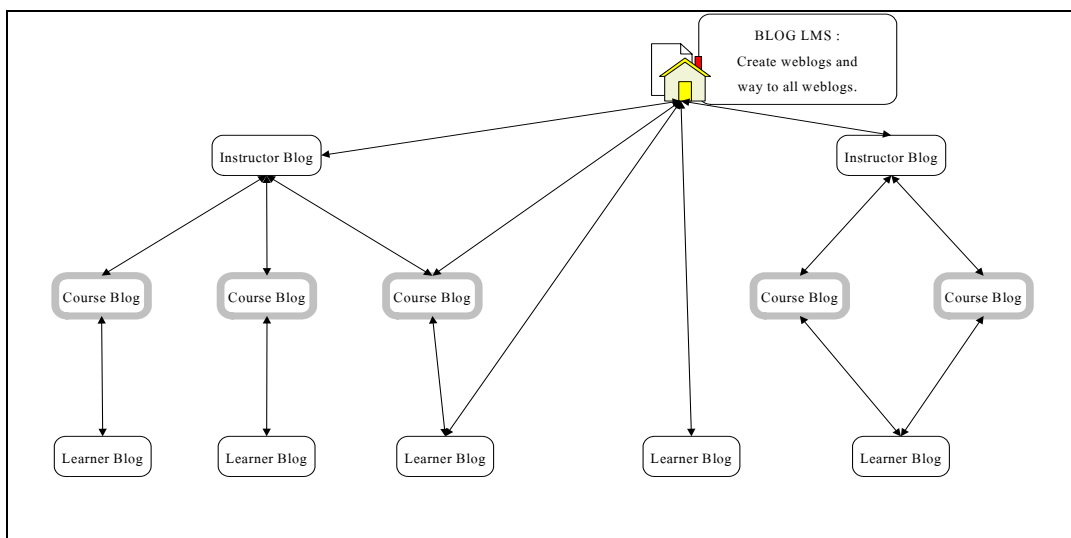 BLOG LMS :
Create weblogs and
way to all weblogs.
Instructor Blog
Instructor Blog
Course Blog
Course Blog
Course Blog
Course Blog
Course Blog
Learner Blog
Learner Blog
Learner Blog
Learner Blog
Learner Blog